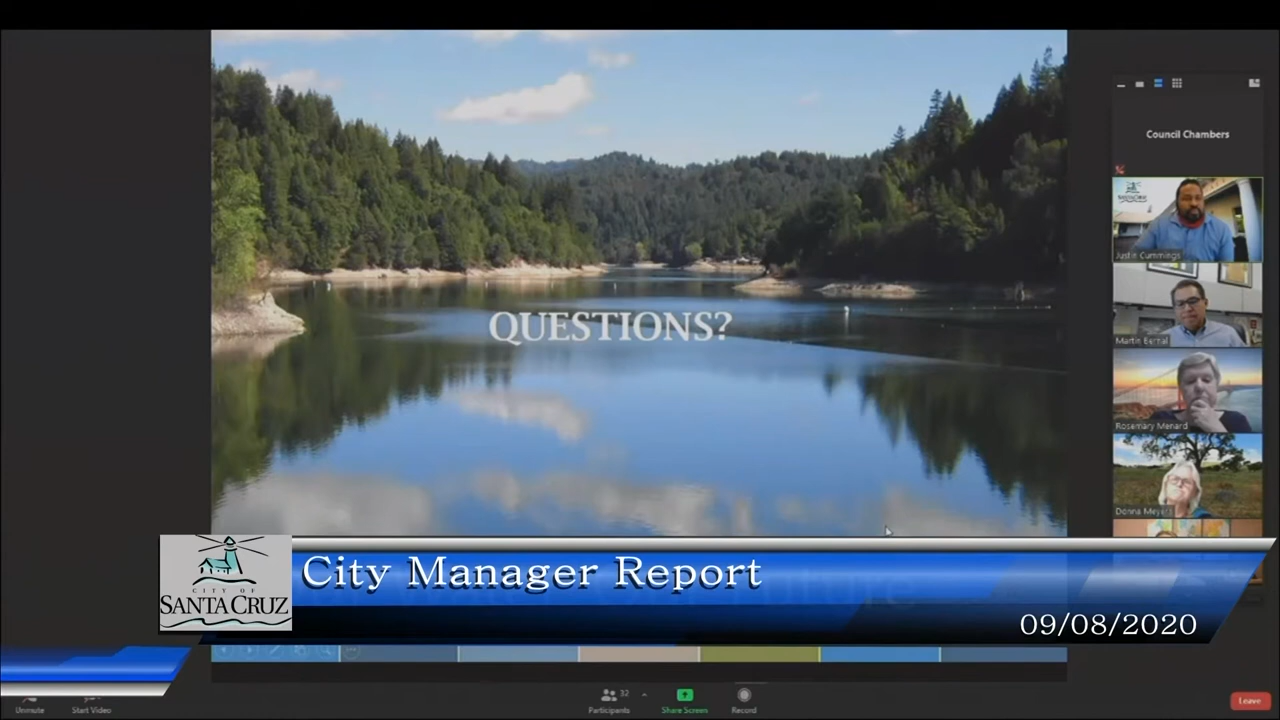 Council Chambers
Justin Cummings
Martin Bernal
Rosemary Menard
Donna Meyers
QUESTIONS?
CITY OF
SANTA CRUZ
City Manager Report
09/08/2020
Unmute
Start Video
Participants
32
Share Screen
Record
Leave